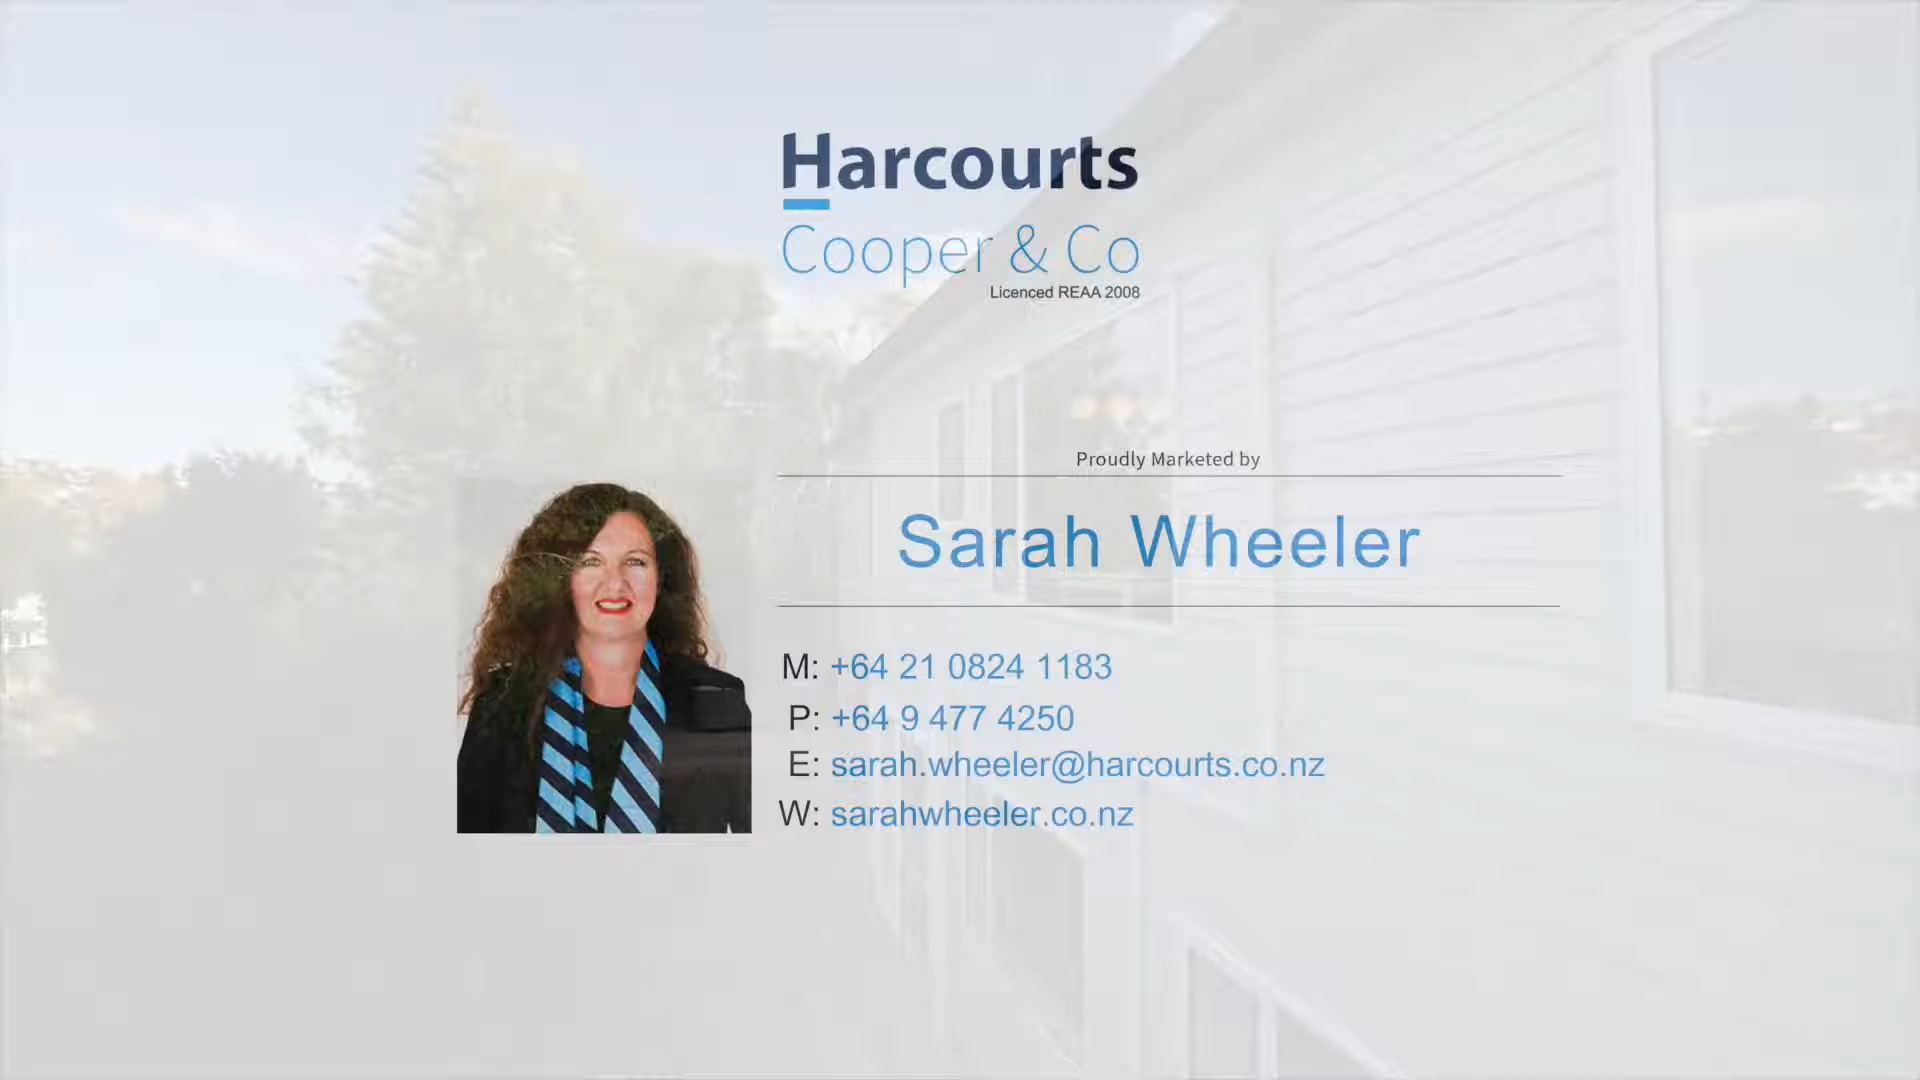 Harcourts
Cooper & Co
Licenced REAA 2008
Proudly Marketed by
Sarah Wheeler
M: +64 21 0824 1183
P: +64 9 477 4250
E: sarah.wheeler@harcourts.co.nz
W: sarahwheeler.co.nz